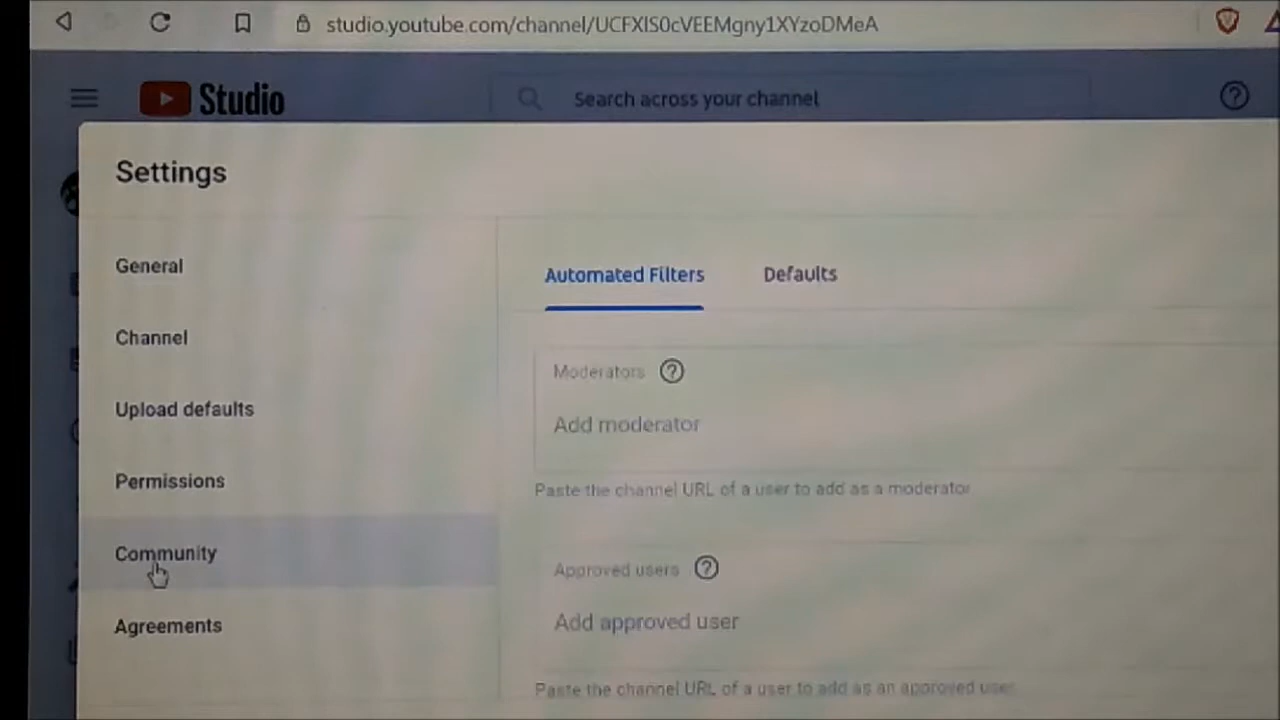 studio.youtube.com/channel/UCFXIS0cVEEMgny1XYzoDMeA
Studio
Search across your channel
Settings
General
Channel
Upload defaults
Permissions
Community
Agreements
Automated Filters Defaults
Moderators
Add moderator
Paste the channel URL of a user to add as a moderator
Approved users
Add approved user
Paste the channel URL of a user to add as an approved user